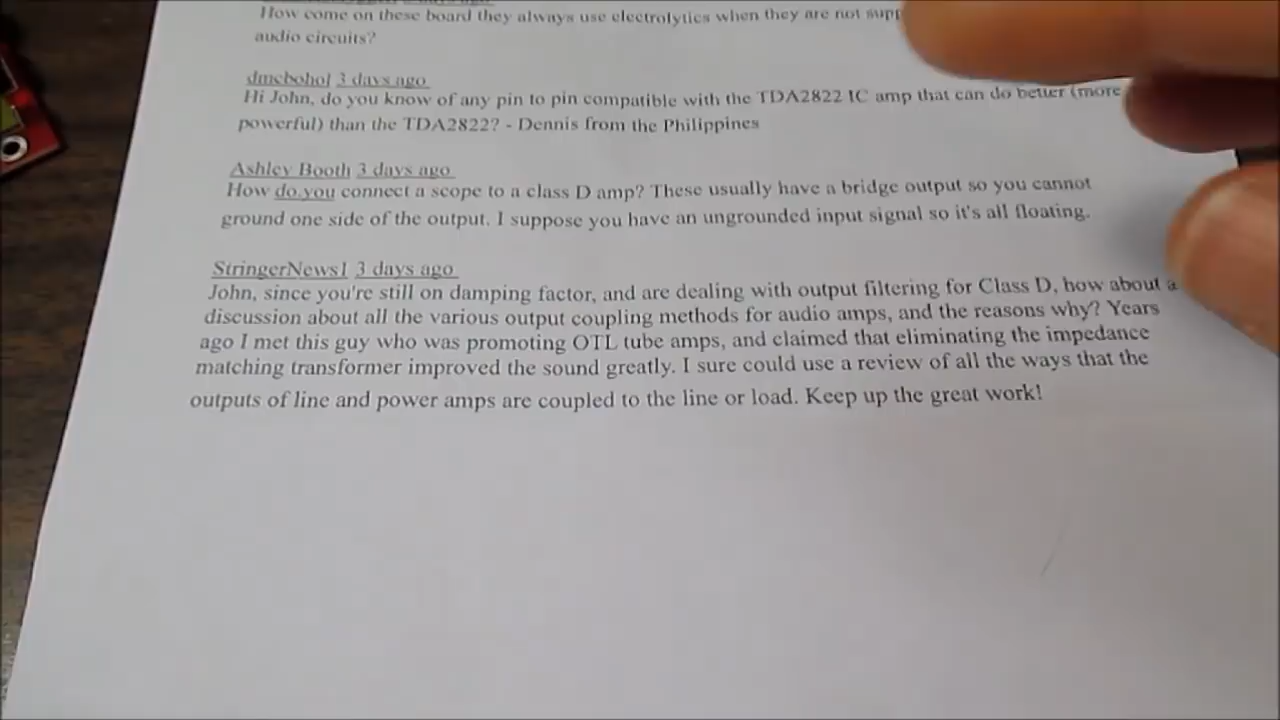 How come on these board they always use electrolytics when they are not
audio circuits?
dmcbohol 3 days ago
Hi John, do you know of any pin to pin compatible with the TDA2822 IC amp that can do better (more
powerful) than the TDA2822? - Dennis from the Philippines
Ashley Booth 3 days ago
How do you connect a scope to a class D amp? These usually have a bridge output so you cannot
ground one side of the output. I suppose you have an ungrounded input signal so it's all floating.
StringerNews1 3 days ago
John, since you're still on damping factor, and are dealing with output filtering for Class D, how about a
discussion about all the various output coupling methods for audio amps, and the reasons why? Years
ago I met this guy who was promoting OTL tube amps, and claimed that eliminating the impedance
matching transformer improved the sound greatly. I sure could use a review of all the ways that the
outputs of line and power amps are coupled to the line or load. Keep up the great work!